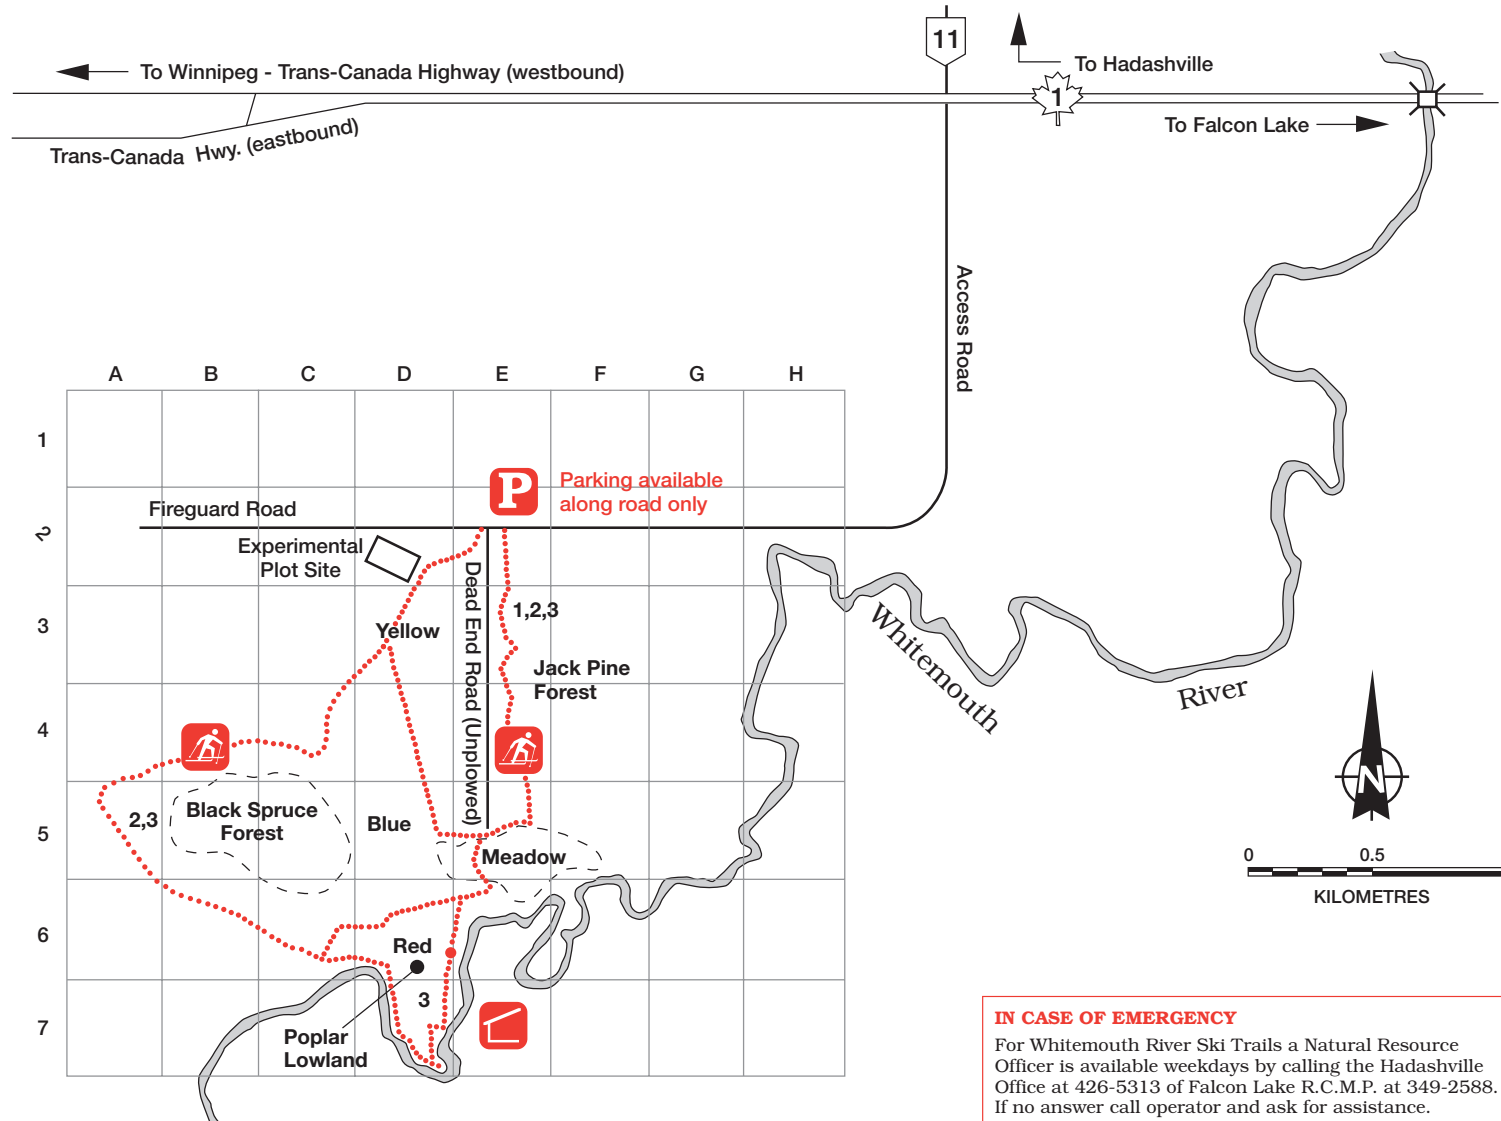 11
To Winnipeg - Trans-Canada Highway (westbound)
To Hadashville
1
To Falcon Lake
Trans-Canada Hwy. (eastbound)
Access Road
A B C D E F G H
1
P
Parking available
along road only
Fireguard Road
2
Experimental
Plot Site
Dead End Road (Unplowed)
1,2,3
3
Yellow
Whitemouth River
Jack Pine
Forest
4
N
Black Spruce
Forest
2,3
Blue
5
Meadow
0 0.5
KILOMETRES
6
Red
3
7
Poplar
Lowland
IN CASE OF EMERGENCY
For Whitemouth River Ski Trails a Natural Resource
Officer is available weekdays by calling the Hadashville
Office at 426-5313 of Falcon Lake R.C.M.P. at 349-2588.
If no answer call operator and ask for assistance.